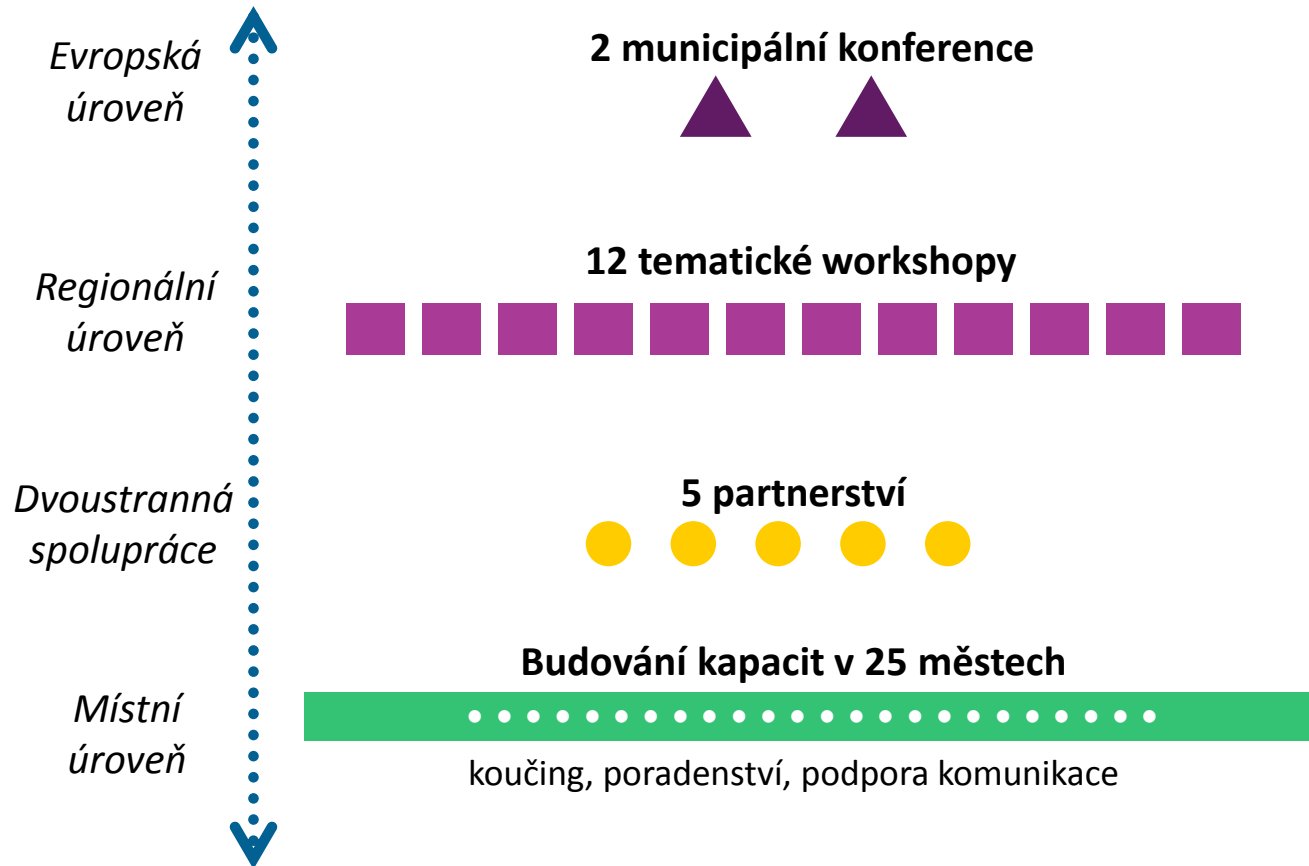 Evropská
úroveň
2 municipální konference
Regionální
úroveň
12 tematické workshopy
Dvoustranná
spolupráce
5 partnerství
Místní
úroveň
Budování kapacit v 25 městech
koučing, poradenství, podpora komunikace